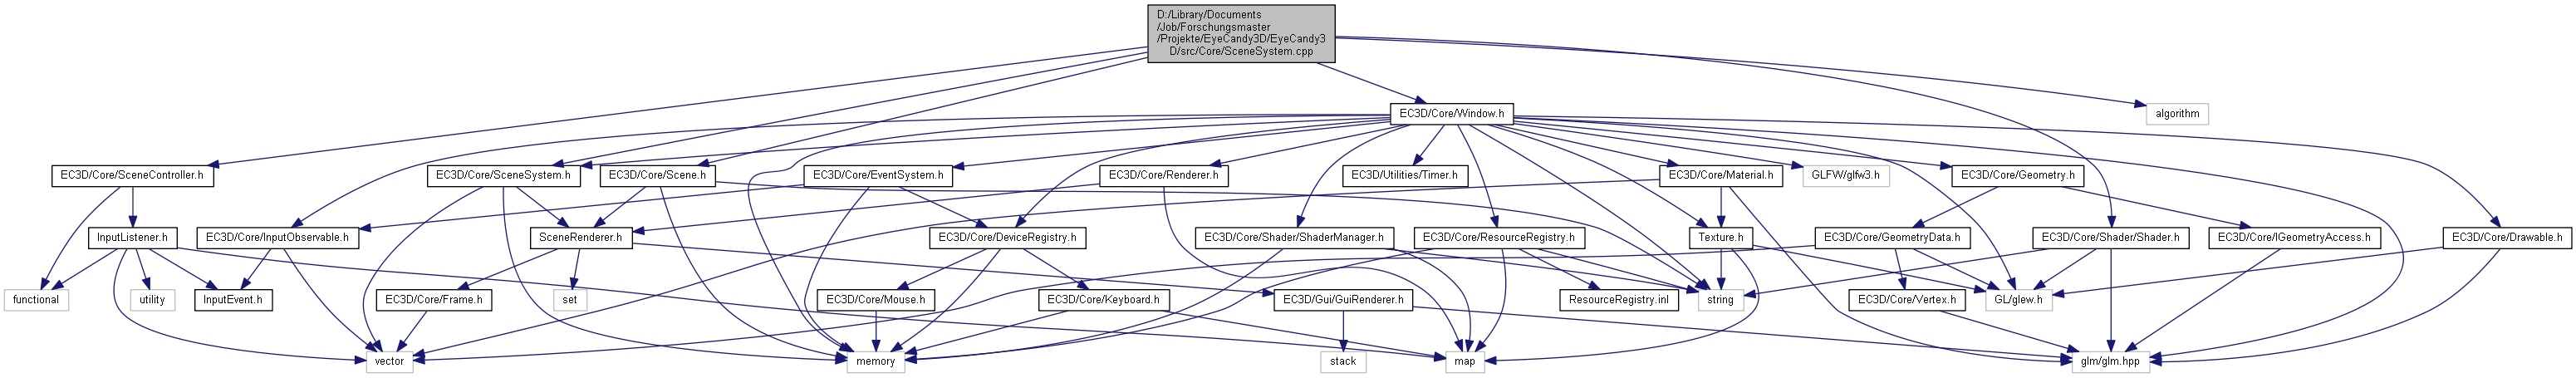 D:/Library/Documents
/Job/Forschungsmaster
/Projekte/EyeCandy3D/EyeCandy3
D/src/Core/SceneSystem.cpp
EC3D/Core/Window.h
algorithm
EC3D/Core/SceneController.h
EC3D/Core/SceneSystem.h
EC3D/Core/Scene.h
EC3D/Core/EventSystem.h
EC3D/Core/Renderer.h
EC3D/Utilities/Timer.h
EC3D/Core/Material.h
GLFW/glfw3.h
EC3D/Core/Geometry.h
InputListener.h
EC3D/Core/InputObservable.h
SceneRenderer.h
EC3D/Core/DeviceRegistry.h
EC3D/Core/Shader/ShaderManager.h
EC3D/Core/ResourceRegistry.h
Texture.h
EC3D/Core/GeometryData.h
EC3D/Core/Shader/Shader.h
EC3D/Core/IGeometryAccess.h
EC3D/Core/Drawable.h
functional
utility
InputEvent.h
EC3D/Core/Frame.h
set
EC3D/Core/Mouse.h
EC3D/Core/Keyboard.h
EC3D/Gui/GuiRenderer.h
ResourceRegistry.inl
string
EC3D/Core/Vertex.h
GL/glew.h
vector
memory
stack
map
glm/glm.hpp